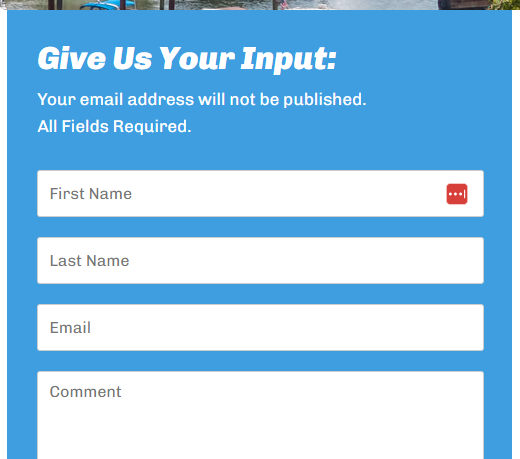 Give Us Your Input:
Your email address will not be published.
All Fields Required.
First Name
Last Name
Email
Comment